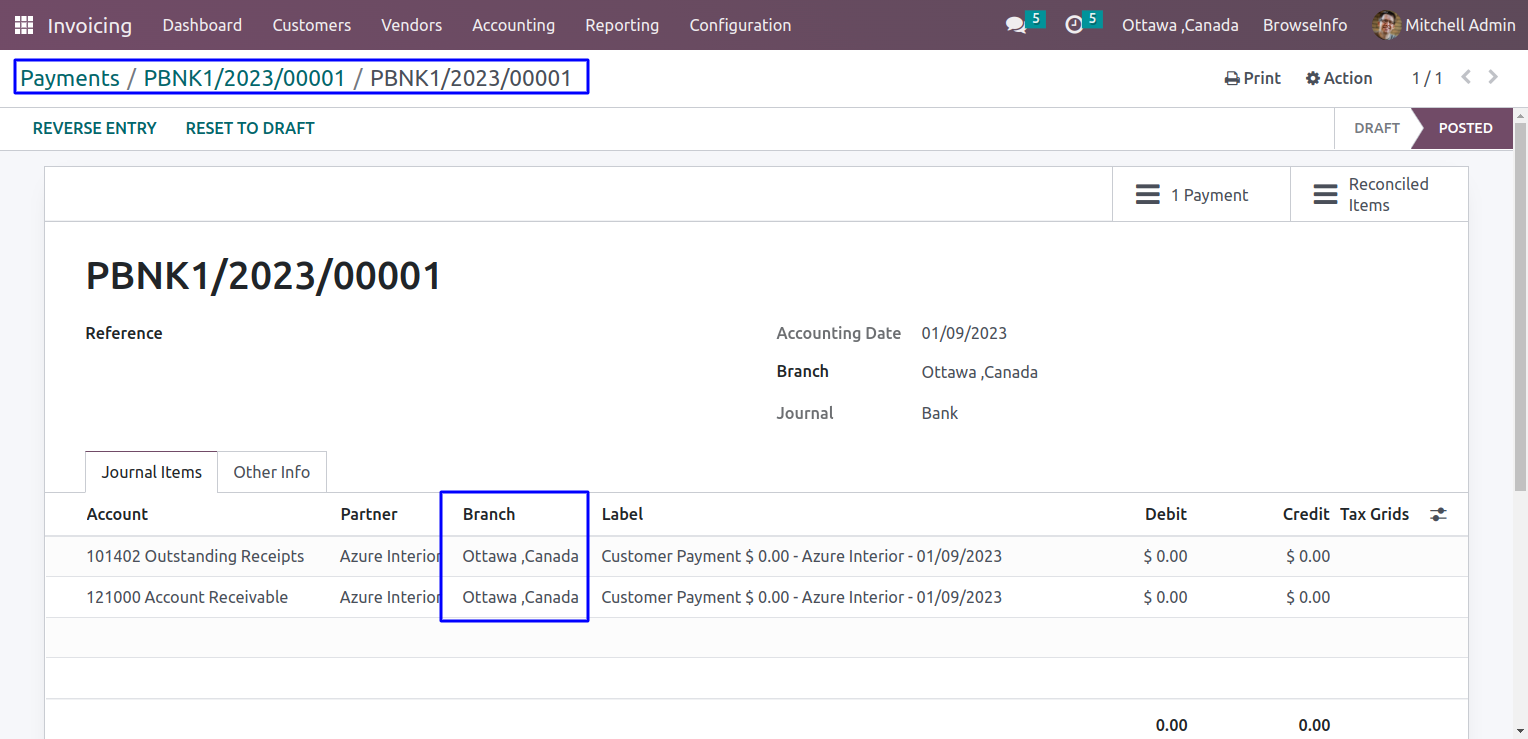 Invoicing Dashboard Customers Vendors Accounting Reporting Configuration 5 5 Ottawa ,Canada BrowseInfo Mitchell Admin
Payments / PBNK1/2023/00001 / PBNK1/2023/00001 Print Action 1 / 1
REVERSE ENTRY RESET TO DRAFT DRAFT POSTED
1 Payment Reconciled
Items
PBNK1/2023/00001
Reference Accounting Date 01/09/2023
Branch Ottawa ,Canada
Journal Bank
Journal Items Other Info
Account Partner Branch Label Debit Credit Tax Grids
101402 Outstanding Receipts Azure Interior Ottawa ,Canada Customer Payment $ 0.00 - Azure Interior - 01/09/2023 $ 0.00 $ 0.00
121000 Account Receivable Azure Interior Ottawa ,Canada Customer Payment $ 0.00 - Azure Interior - 01/09/2023 $ 0.00 $ 0.00
0.00 0.00